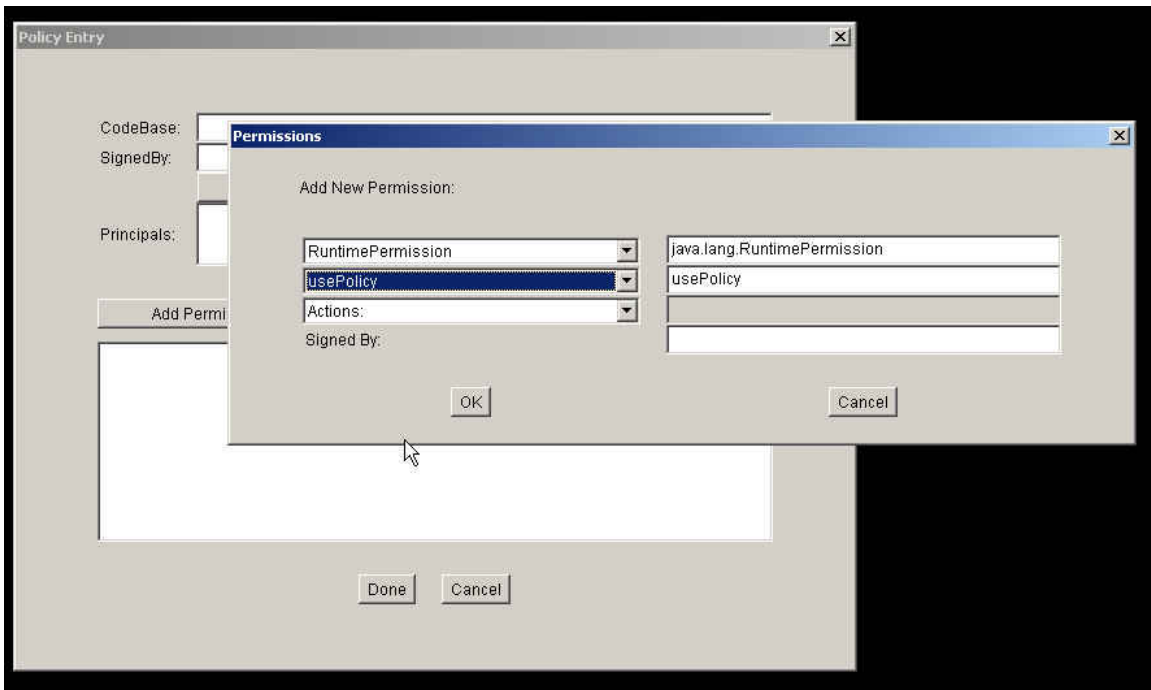 Policy Entry
CodeBase:
Permissions
SignedBy:
Add New Permission:
Principals:
RuntimePermission java.lang.RuntimePermission
usePolicy usePolicy
Add Permi
Actions:
Signed By:
OK Cancel
Done Cancel